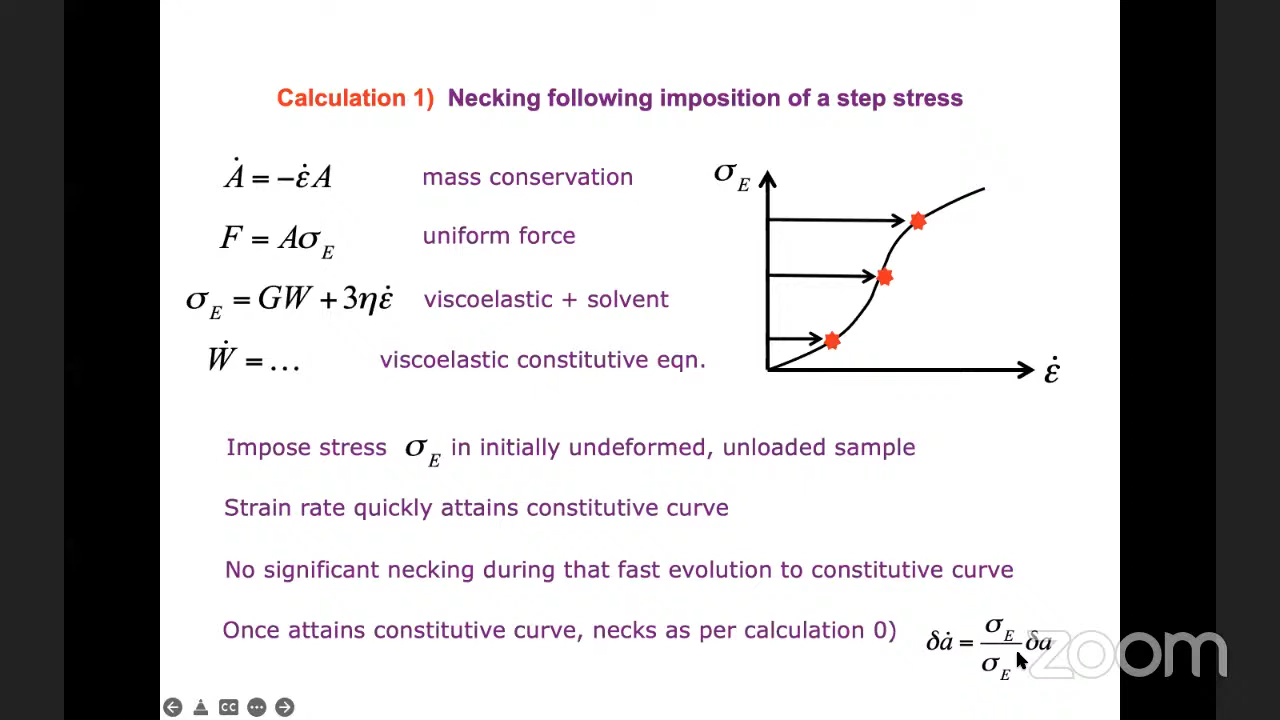 Calculation 1) Necking following imposition of a step stress
Ȧ = −ε̇A mass conservation
F = Aσ_E uniform force
σ_E = GW + 3ηε̇ viscoelastic + solvent
Ẇ = … viscoelastic constitutive eqn.
σ_E
ε̇
Impose stress σ_E in initially undeformed, unloaded sample
Strain rate quickly attains constitutive curve
No significant necking during that fast evolution to constitutive curve
Once attains constitutive curve, necks as per calculation 0)
δȧ = σ_E / σ_E δa
zoom
CC